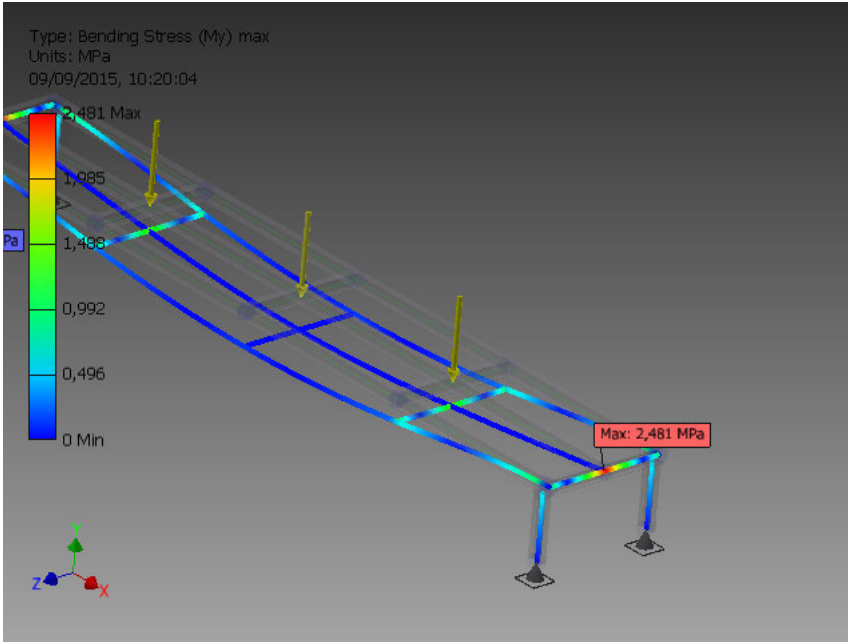 Type: Bending Stress (My) max
Units: MPa
09/09/2015, 10:20:04
2,481 Max
1,985
Pa
1,488
0,992
0,496
0 Min
Max: 2,481 MPa
Y
Z
X